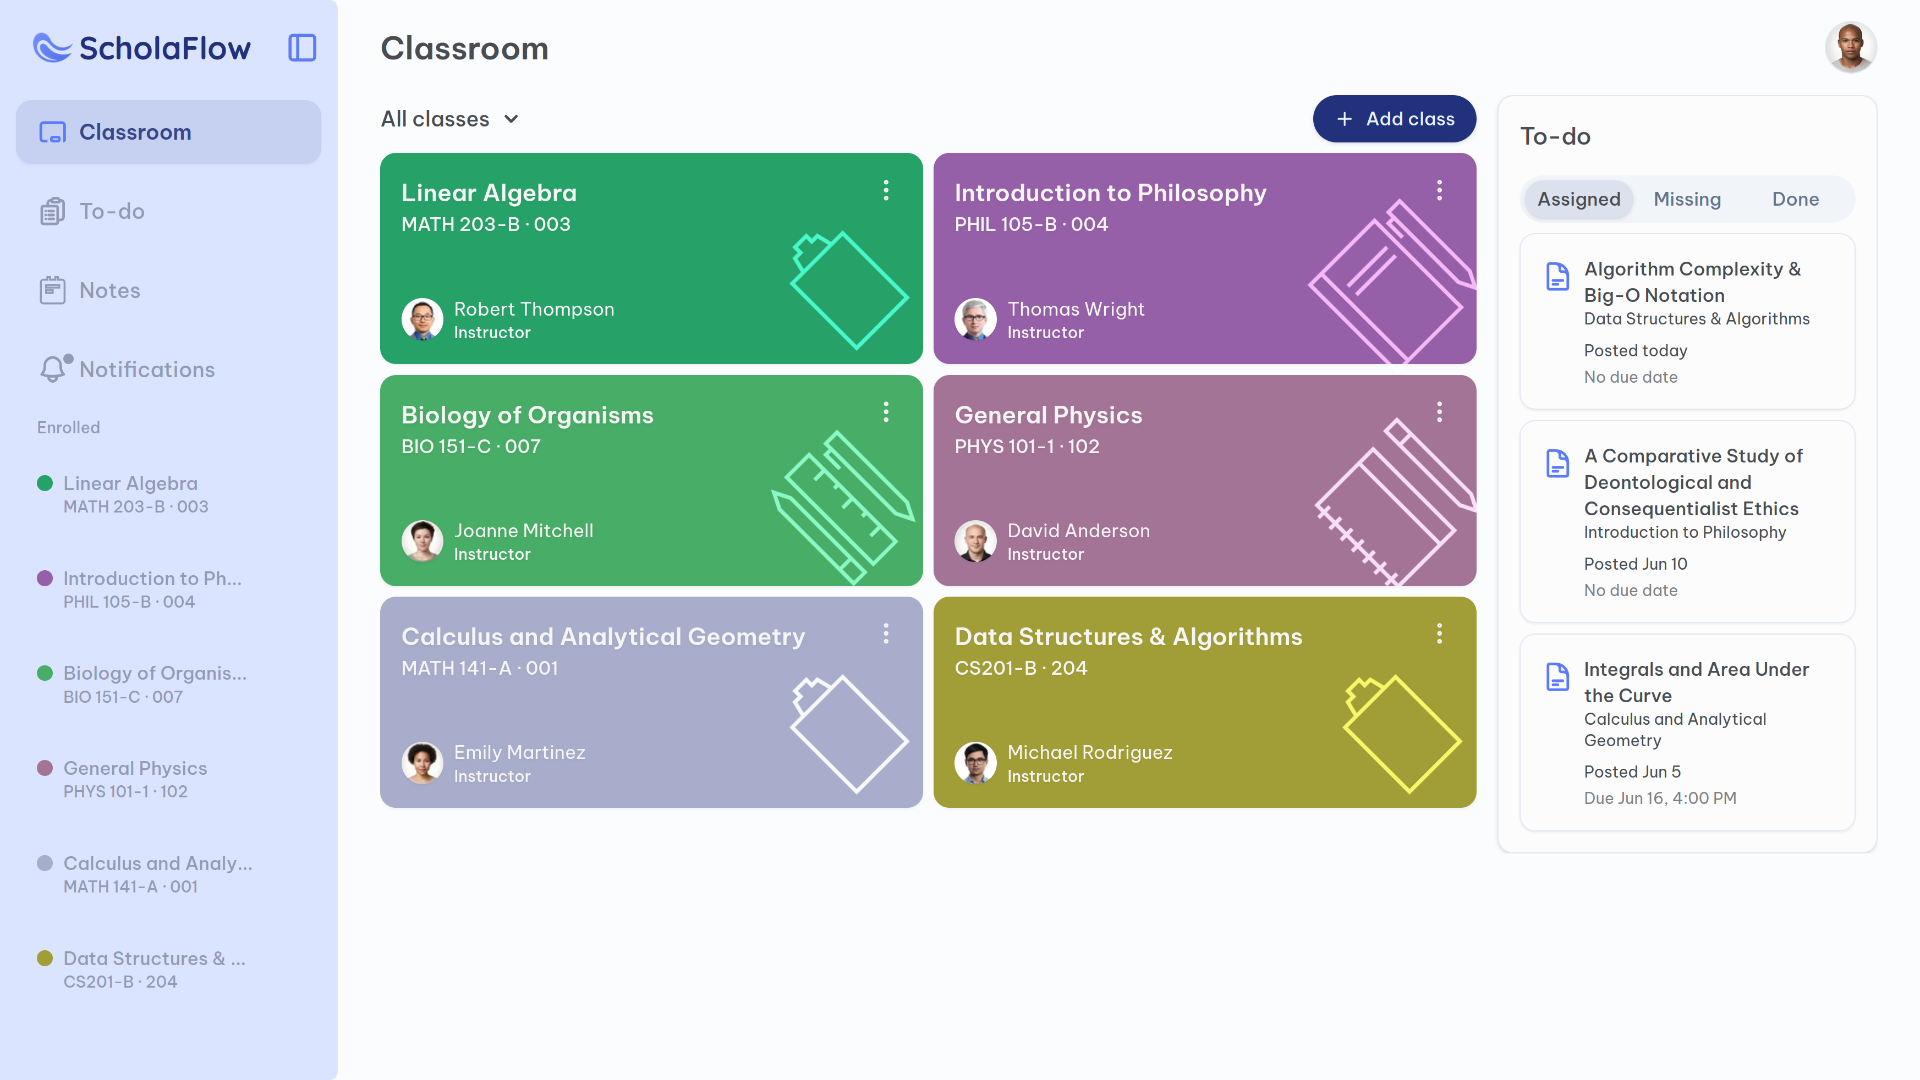 ScholaFlow
Classroom
To-do
Notes
Notifications
Enrolled
Linear Algebra
MATH 203-B · 003
Introduction to Ph...
PHIL 105-B · 004
Biology of Organis...
BIO 151-C · 007
General Physics
PHYS 101-1 · 102
Calculus and Analy...
MATH 141-A · 001
Data Structures & ...
CS201-B · 204
Classroom
All classes
Add class
Linear Algebra
MATH 203-B · 003
Robert Thompson
Instructor
Introduction to Philosophy
PHIL 105-B · 004
Thomas Wright
Instructor
Biology of Organisms
BIO 151-C · 007
Joanne Mitchell
Instructor
General Physics
PHYS 101-1 · 102
David Anderson
Instructor
Calculus and Analytical Geometry
MATH 141-A · 001
Emily Martinez
Instructor
Data Structures & Algorithms
CS201-B · 204
Michael Rodriguez
Instructor
To-do
Assigned Missing Done
Algorithm Complexity &
Big-O Notation
Data Structures & Algorithms
Posted today
No due date
A Comparative Study of
Deontological and
Consequentialist Ethics
Introduction to Philosophy
Posted Jun 10
No due date
Integrals and Area Under
the Curve
Calculus and Analytical
Geometry
Posted Jun 5
Due Jun 16, 4:00 PM